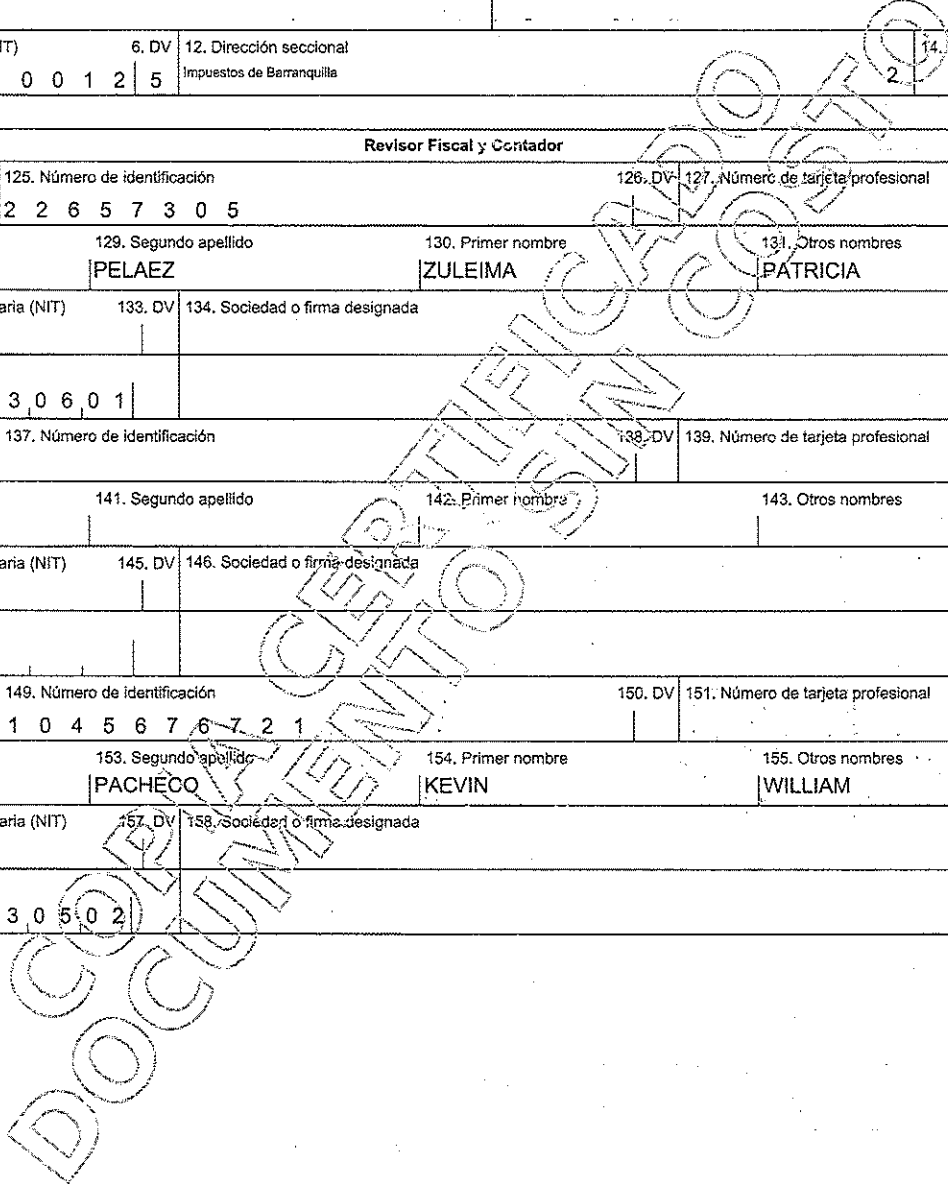 IT) 6. DV 12. Dirección seccional 14.
0 0 1 2 5 Impuestos de Barranquilla 2
Revisor Fiscal y Contador
125. Número de identificación 126. DV 127. Número de tarjeta profesional
2 2 6 5 7 3 0 5
129. Segundo apellido 130. Primer nombre 131. Otros nombres
PELAEZ ZULEIMA PATRICIA
aria (NIT) 133. DV 134. Sociedad o firma designada
3 0 6 0 1
137. Número de identificación 138. DV 139. Número de tarjeta profesional
141. Segundo apellido 142. Primer nombre 143. Otros nombres
aria (NIT) 145. DV 146. Sociedad o firma designada
149. Número de identificación 150. DV 151. Número de tarjeta profesional
1 0 4 5 6 7 6 7 2 1
153. Segundo apellido 154. Primer nombre 155. Otros nombres
PACHECO KEVIN WILLIAM
aria (NIT) 157. DV 158. Sociedad o firma designada
3 0 5 0 2
COPIA CERTIFICADO
DOCUMENTO SIN COSTO